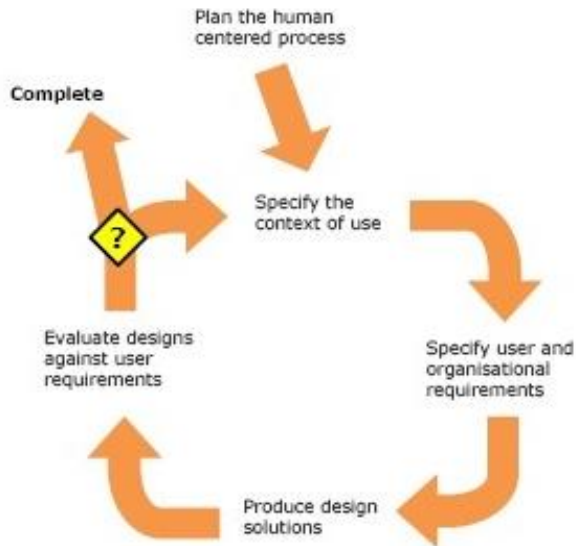 Plan the human
centered process
Complete
Specify the
context of use
?
Specify user and
organisational
requirements
Produce design
solutions
Evaluate designs
against user
requirements